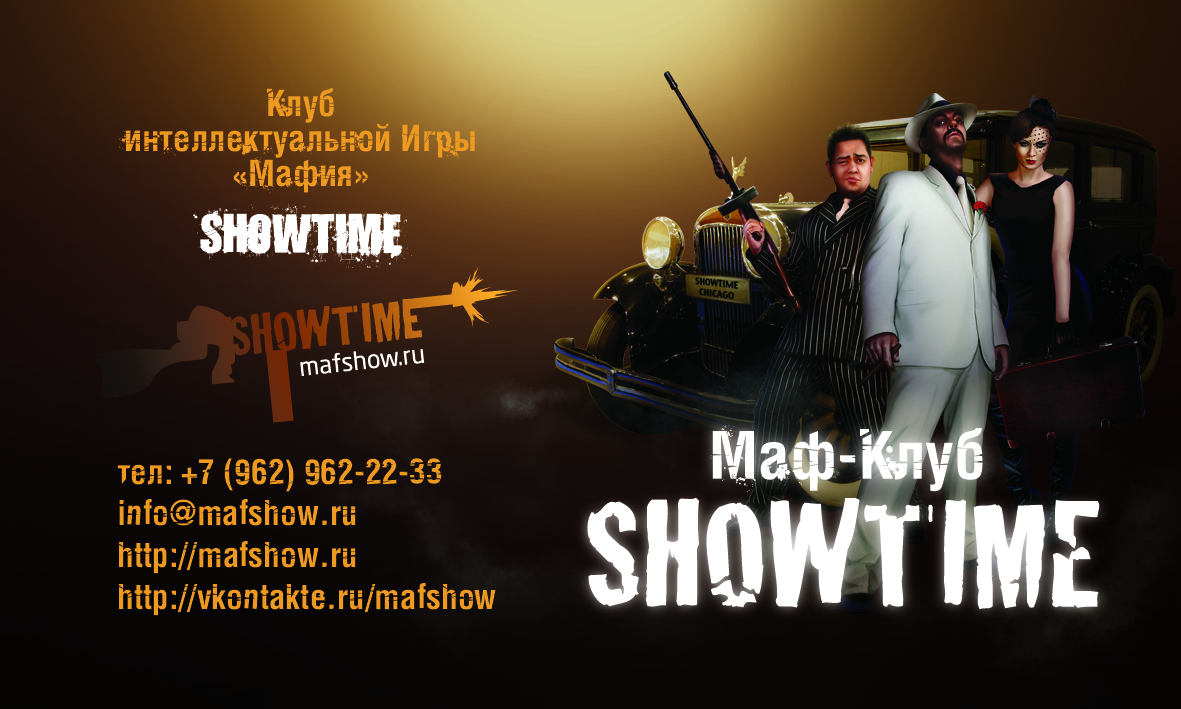 Клуб
интеллектуальной Игры
«Мафия»
SHOWTIME
SHOWTIME
mafshow.ru
тел: +7 (962) 962-22-33
info@mafshow.ru
http://mafshow.ru
http://vkontakte.ru/mafshow
SHOWTIME
CHICAGO
Маф-Клуб
SHOWTIME